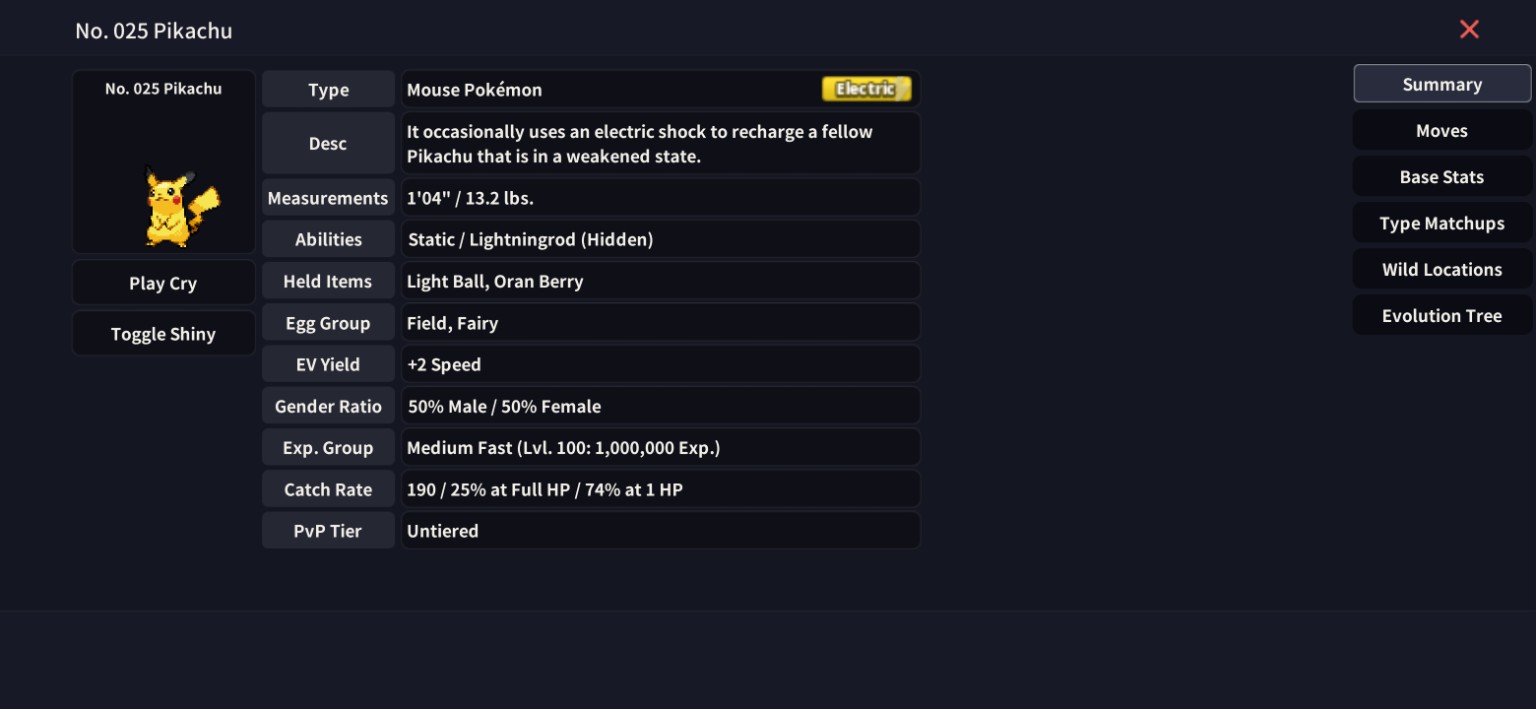 No. 025 Pikachu
No. 025 Pikachu
Play Cry
Toggle Shiny
Type
Mouse Pokémon
Electric
Desc
It occasionally uses an electric shock to recharge a fellow
Pikachu that is in a weakened state.
Measurements
1'04" / 13.2 lbs.
Abilities
Static / Lightningrod (Hidden)
Held Items
Light Ball, Oran Berry
Egg Group
Field, Fairy
EV Yield
+2 Speed
Gender Ratio
50% Male / 50% Female
Exp. Group
Medium Fast (Lvl. 100: 1,000,000 Exp.)
Catch Rate
190 / 25% at Full HP / 74% at 1 HP
PvP Tier
Untiered
Summary
Moves
Base Stats
Type Matchups
Wild Locations
Evolution Tree